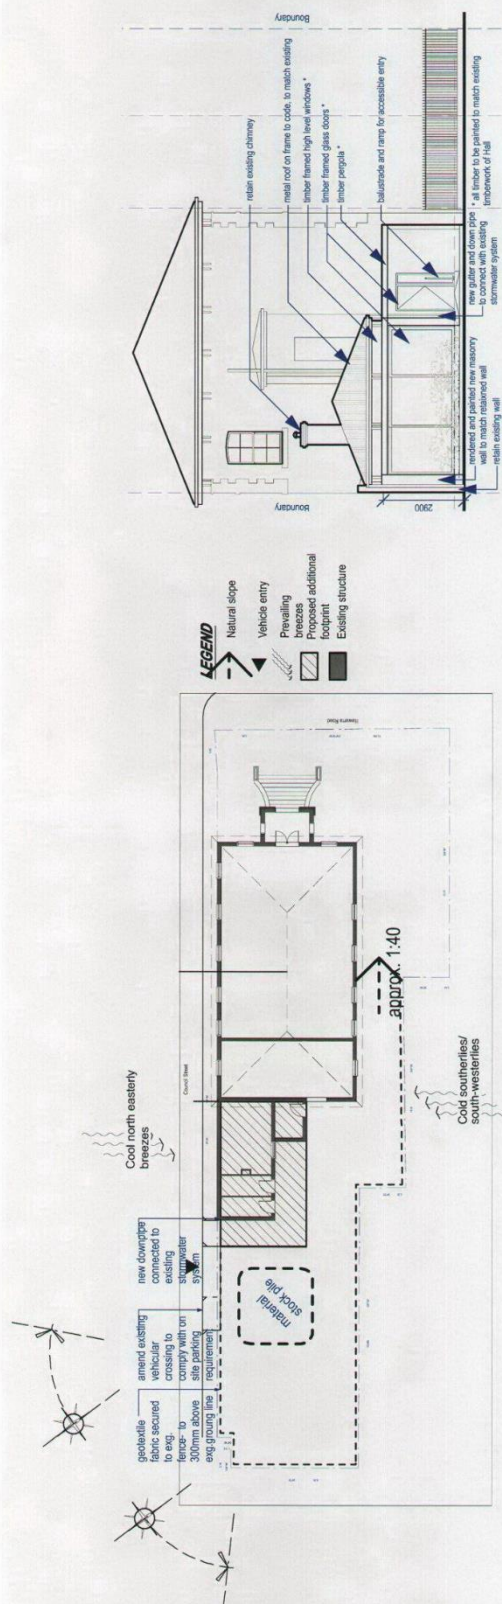 Boundary
Boundary
retain existing chimney
metal roof on frame to code, to match existing
timber framed high level windows *
timber framed glass doors *
timber pergola *
balustrade and ramp for accessible entry
* all timber to be painted to match existing
timberwork of Hall
new gutter and down pipe
to connect with existing
stormwater system
rendered and painted new masonry
wall to match retaixned wall
retain existing wall
2900
LEGEND
Natural slope
Vehicle entry
Prevailing
breezes
Proposed additional
footprint
Existing structure
Council Street
approx. 1:40
Cool north easterly
breezes
Cold southerlies/
south-westerlies
new downpipe
connected to
existing
stormwater
system
amend existing
vehicular
crossing to
comply with on
site parking
requirement
geotextile
fabric secured
to exg.
fence- to
300mm above
exg.groung line
material
stock pile